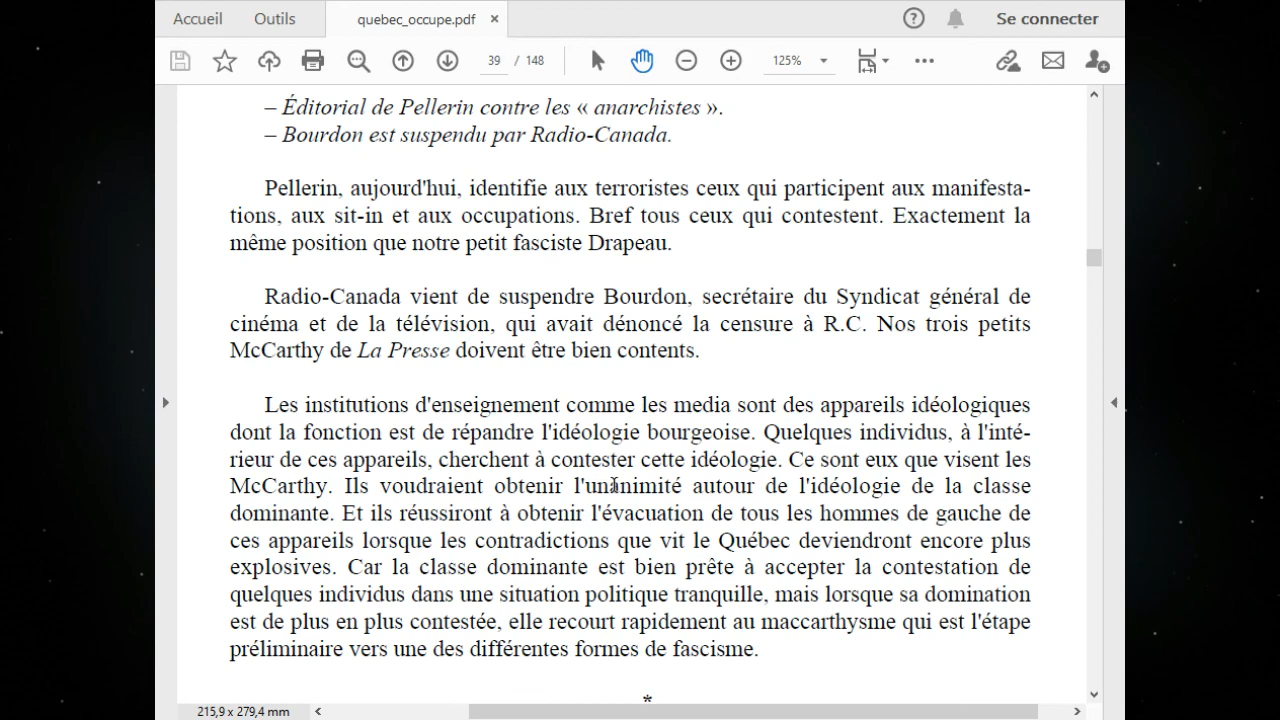 Accueil Outils quebec_occupe.pdf × ? Se connecter
39 / 148 125%
– Éditorial de Pellerin contre les « anarchistes ».
– Bourdon est suspendu par Radio-Canada.
Pellerin, aujourd'hui, identifie aux terroristes ceux qui participent aux manifesta-
tions, aux sit-in et aux occupations. Bref tous ceux qui contestent. Exactement la
même position que notre petit fasciste Drapeau.
Radio-Canada vient de suspendre Bourdon, secrétaire du Syndicat général de
cinéma et de la télévision, qui avait dénoncé la censure à R.C. Nos trois petits
McCarthy de La Presse doivent être bien contents.
Les institutions d'enseignement comme les media sont des appareils idéologiques
dont la fonction est de répandre l'idéologie bourgeoise. Quelques individus, à l'inté-
rieur de ces appareils, cherchent à contester cette idéologie. Ce sont eux que visent les
McCarthy. Ils voudraient obtenir l'unanimité autour de l'idéologie de la classe
dominante. Et ils réussiront à obtenir l'évacuation de tous les hommes de gauche de
ces appareils lorsque les contradictions que vit le Québec deviendront encore plus
explosives. Car la classe dominante est bien prête à accepter la contestation de
quelques individus dans une situation politique tranquille, mais lorsque sa domination
est de plus en plus contestée, elle recourt rapidement au maccarthysme qui est l'étape
préliminaire vers une des différentes formes de fascisme.
*
215,9 x 279,4 mm